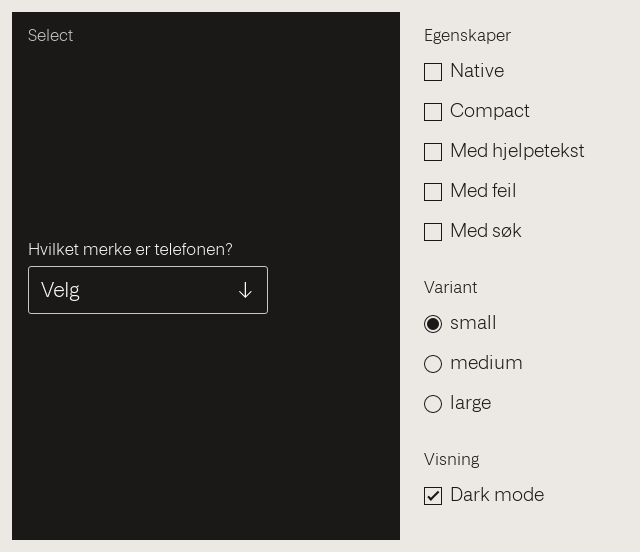 Select
Hvilket merke er telefonen?
Velg
Egenskaper
Native
Compact
Med hjelpetekst
Med feil
Med søk
Variant
small
medium
large
Visning
Dark mode